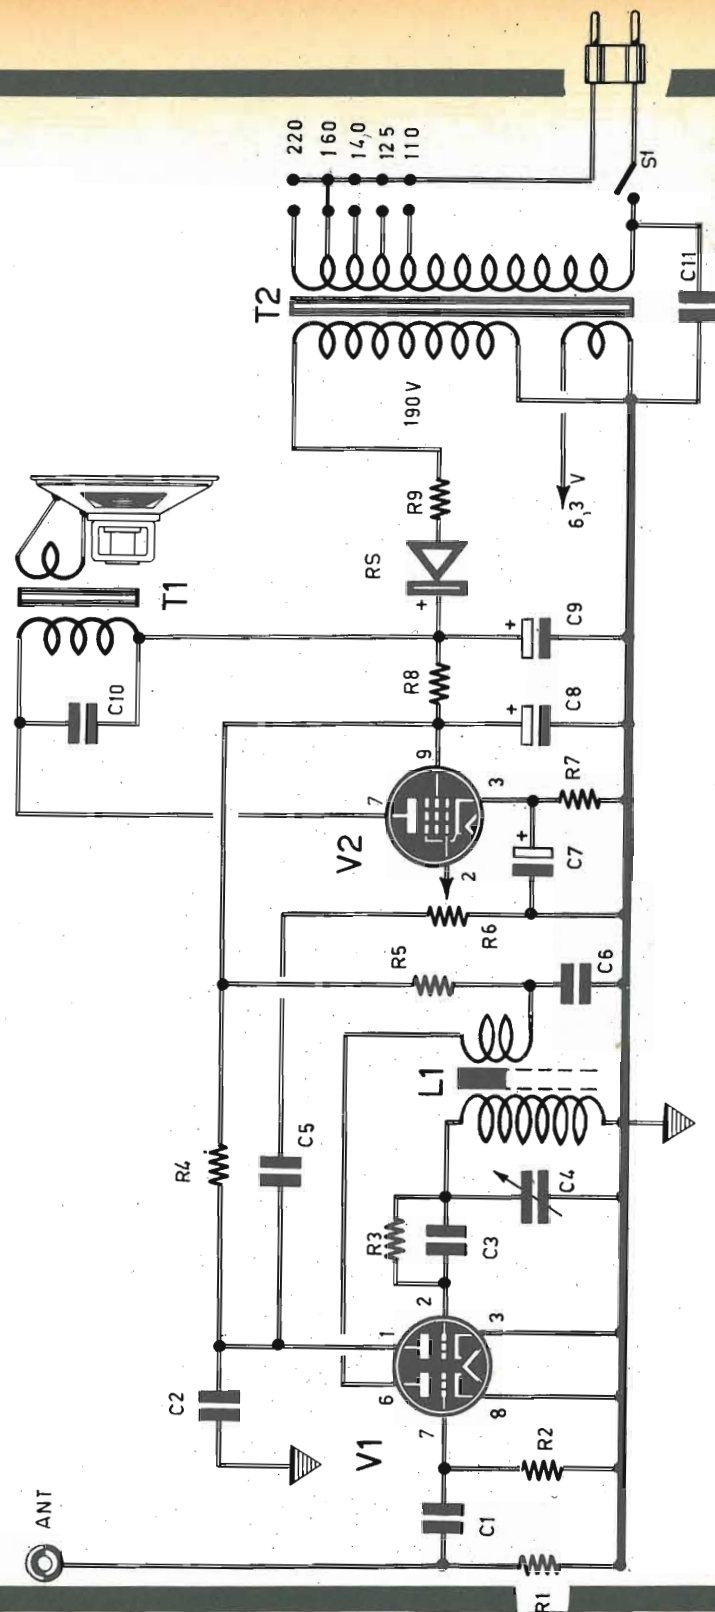 220
160
14,0
125
110
S1
T2
C11
190 V
6,3 V
R9
RS
+
T1
C10
R8
+
C9
+
C8
9
7
V2
3
R7
2
+
C7
R6
R5
C6
L1
R4
C5
R3
C3
C4
2
1
3
6
8
C2
7
V1
R2
ANT
C1
R1